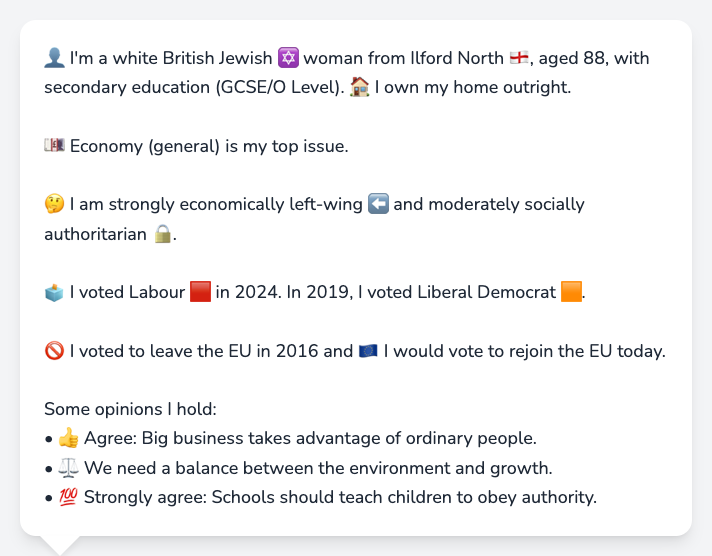 👤 I'm a white British Jewish ✡️ woman from Ilford North 🏴󠁧󠁢󠁥󠁮󠁧󠁿, aged 88, with
secondary education (GCSE/O Level). 🏠 I own my home outright.
💷 Economy (general) is my top issue.
🤔 I am strongly economically left-wing ⬅️ and moderately socially
authoritarian 🔒.
🗳️ I voted Labour 🟥 in 2024. In 2019, I voted Liberal Democrat 🟧.
🚫 I voted to leave the EU in 2016 and 🇪🇺 I would vote to rejoin the EU today.
Some opinions I hold:
• 👍 Agree: Big business takes advantage of ordinary people.
• ⚖️ We need a balance between the environment and growth.
• 💯 Strongly agree: Schools should teach children to obey authority.